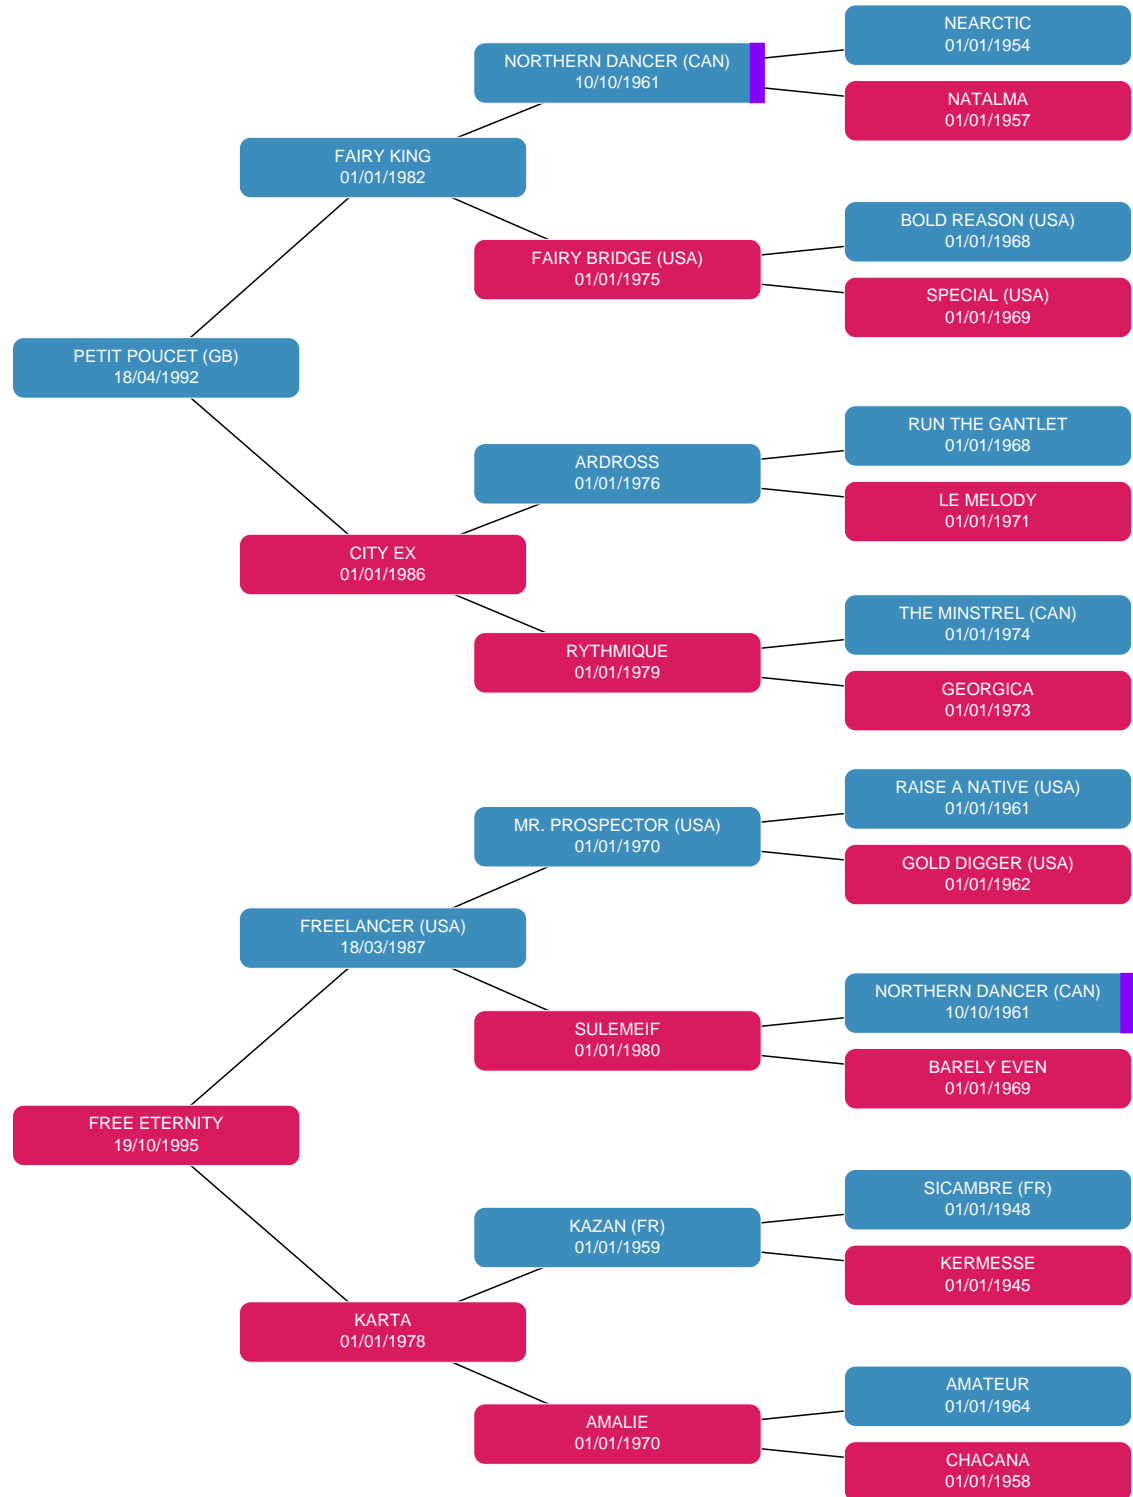 NEARCTIC
01/01/1954
NORTHERN DANCER (CAN)
10/10/1961
NATALMA
01/01/1957
FAIRY KING
01/01/1982
BOLD REASON (USA)
01/01/1968
FAIRY BRIDGE (USA)
01/01/1975
SPECIAL (USA)
01/01/1969
PETIT POUCET (GB)
18/04/1992
RUN THE GANTLET
01/01/1968
ARDROSS
01/01/1976
LE MELODY
01/01/1971
CITY EX
01/01/1986
THE MINSTREL (CAN)
01/01/1974
RYTHMIQUE
01/01/1979
GEORGICA
01/01/1973
RAISE A NATIVE (USA)
01/01/1961
MR. PROSPECTOR (USA)
01/01/1970
GOLD DIGGER (USA)
01/01/1962
FREELANCER (USA)
18/03/1987
NORTHERN DANCER (CAN)
10/10/1961
SULEMEIF
01/01/1980
BARELY EVEN
01/01/1969
FREE ETERNITY
19/10/1995
SICAMBRE (FR)
01/01/1948
KAZAN (FR)
01/01/1959
KERMESSE
01/01/1945
KARTA
01/01/1978
AMATEUR
01/01/1964
AMALIE
01/01/1970
CHACANA
01/01/1958